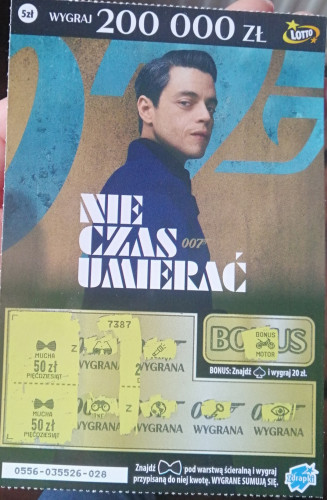 5zł
WYGRAJ 200 000 ZŁ
LOTTO
007
NIE
CZAS
UMIERAĆ
007
7387
MUCHA
50 zł
PIĘĆDZIESIĄT
Z
WYGRANA
WYGRANA
BONUS
BONUS
MOTOR
BONUS: Znajdź i wygraj 20 zł.
MUCHA
50 zł
PIĘĆDZIESIĄT
WYGRANA
Z
WYGRANA
WYGRANA
WYGRANA
0556-035526-028
Znajdź pod warstwą ścieralną i wygraj
przypisaną do niej kwotę. WYGRANE SUMUJĄ SIĘ.
zdrapki